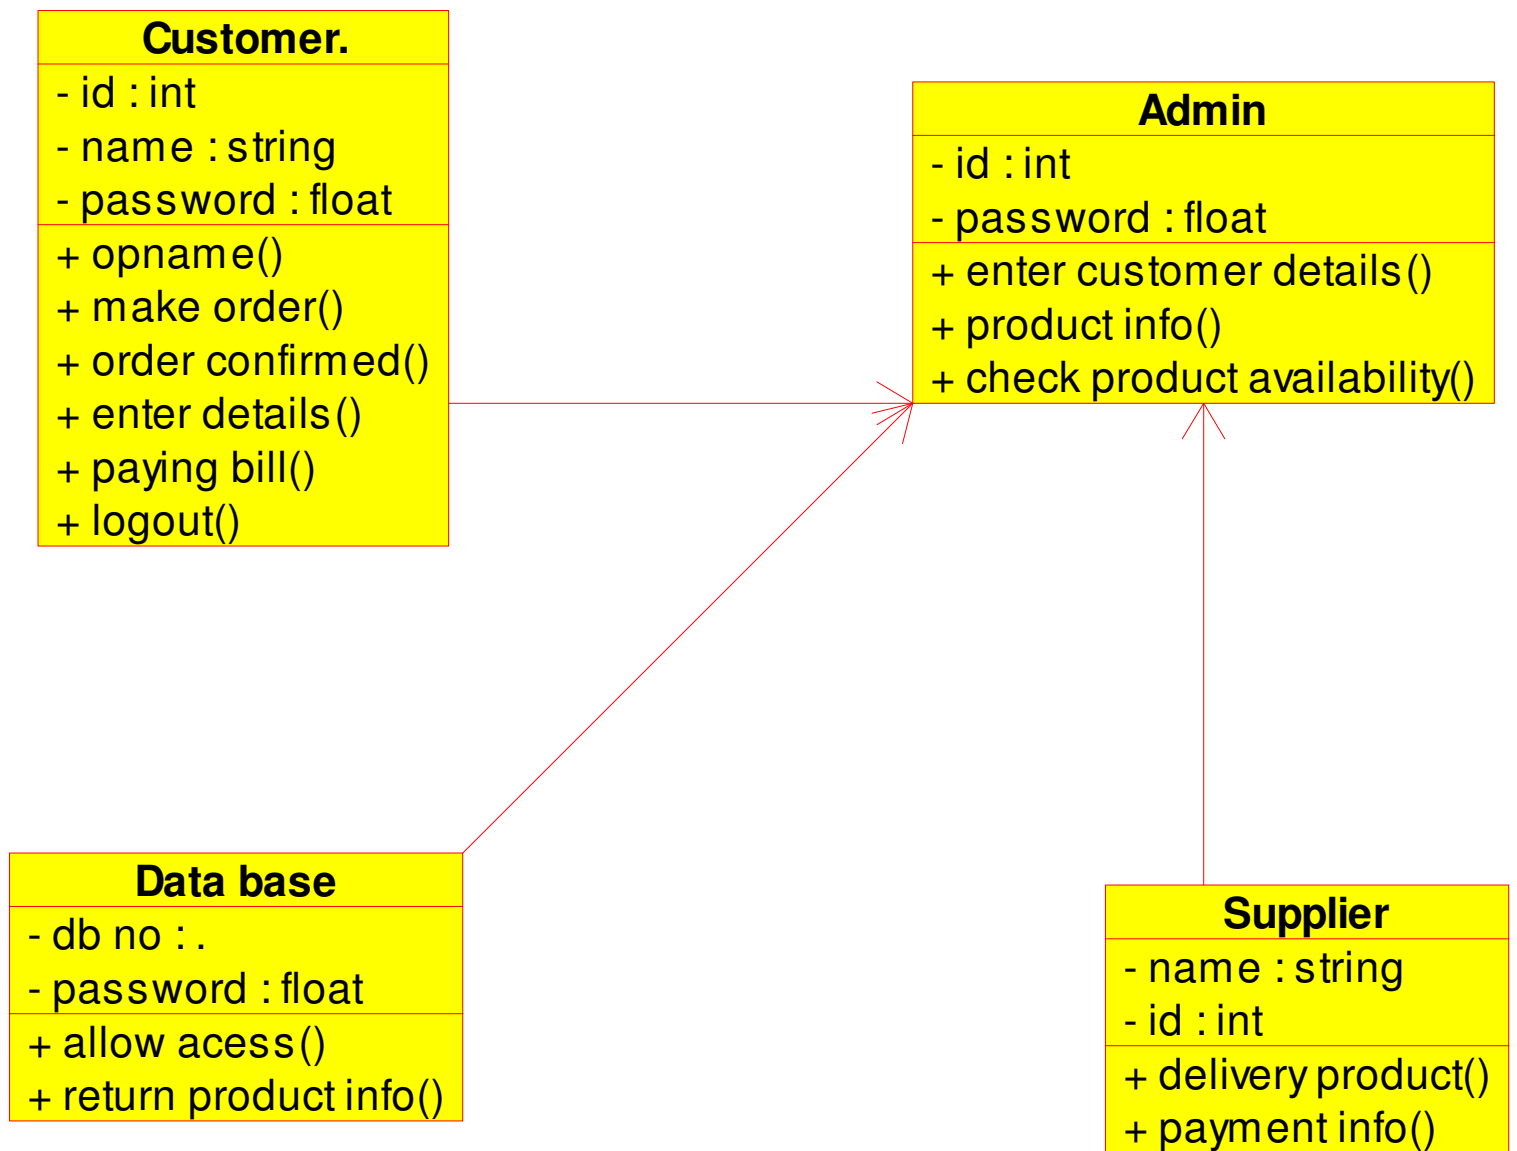 Customer.
- id : int
- name : string
- password : float
+ opname()
+ make order()
+ order confirmed()
+ enter details()
+ paying bill()
+ logout()
Admin
- id : int
- password : float
+ enter customer details()
+ product info()
+ check product availability()
Data base
- db no : .
- password : float
+ allow acess()
+ return product info()
Supplier
- name : string
- id : int
+ delivery product()
+ payment info()